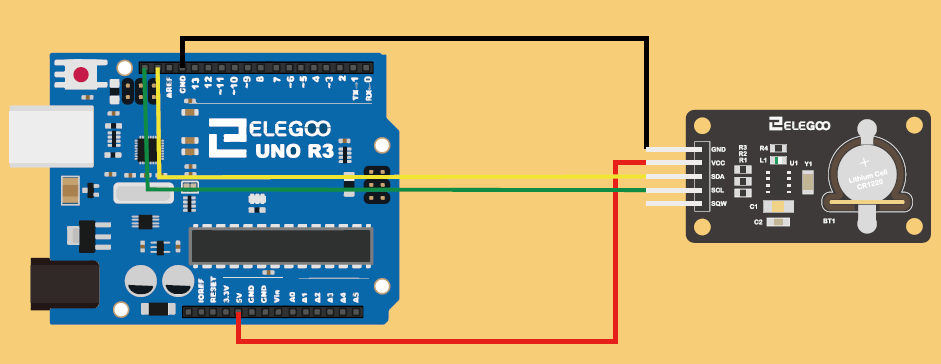 AREF
GND
13
12
~11
~10
~9
8
7
~6
~5
4
~3
2
TX→1
RX←0
ELEGOO
UNO R3
IOREF
RESET
3.3V
5V
GND
GND
Vin
A0
A1
A2
A3
A4
A5
ELEGOO
GND
VCC
SDA
SCL
SQW
R3
R2
R1
R4
L1
U1
Y1
C1
C2
BT1
+
Lithium Cell
CR1220